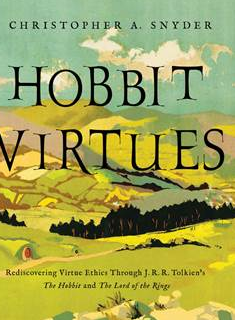 CHRISTOPHER A. SNYDER
HOBBIT
VIRTUES
Rediscovering Virtue Ethics Through J. R. R. Tolkien's
The Hobbit and The Lord of the Rings